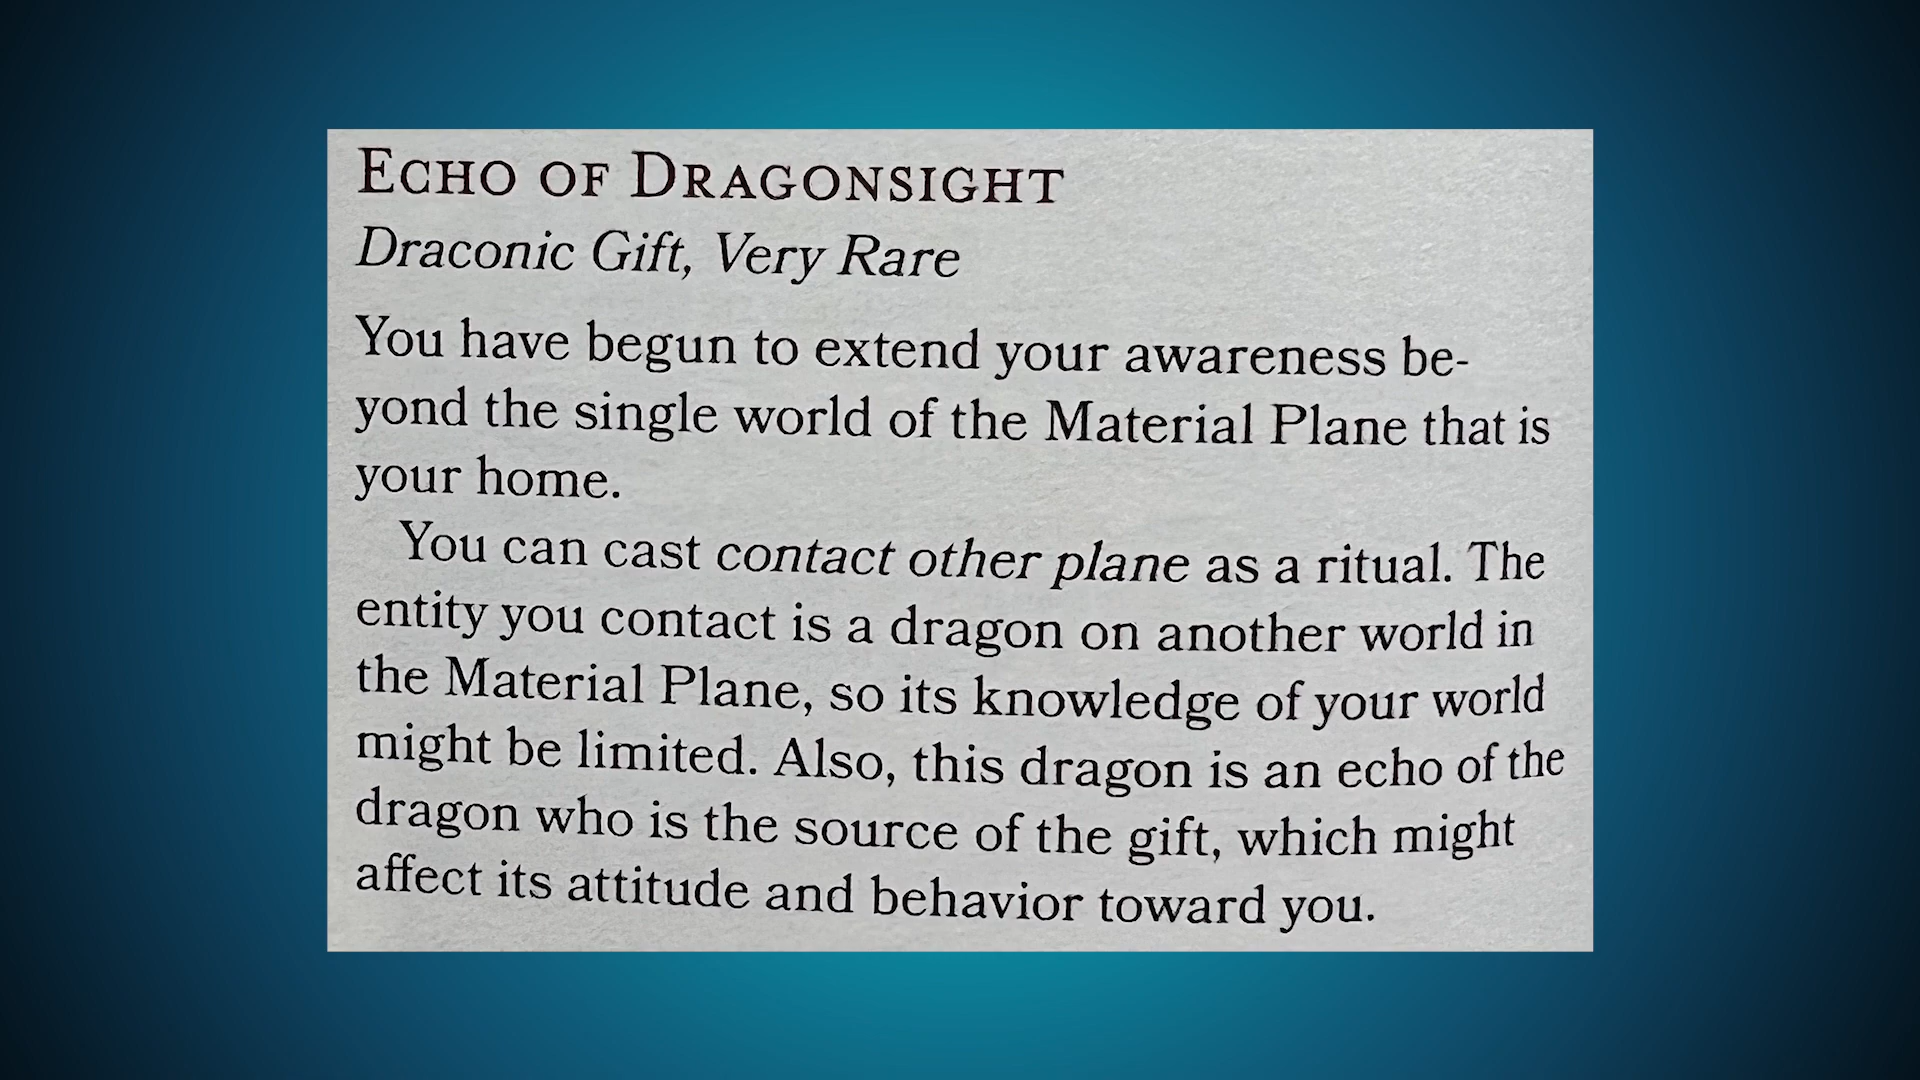 ECHO OF DRAGONSIGHT
Draconic Gift, Very Rare
You have begun to extend your awareness be-
yond the single world of the Material Plane that is
your home.
You can cast contact other plane as a ritual. The
entity you contact is a dragon on another world in
the Material Plane, so its knowledge of your world
might be limited. Also, this dragon is an echo of the
dragon who is the source of the gift, which might
affect its attitude and behavior toward you.